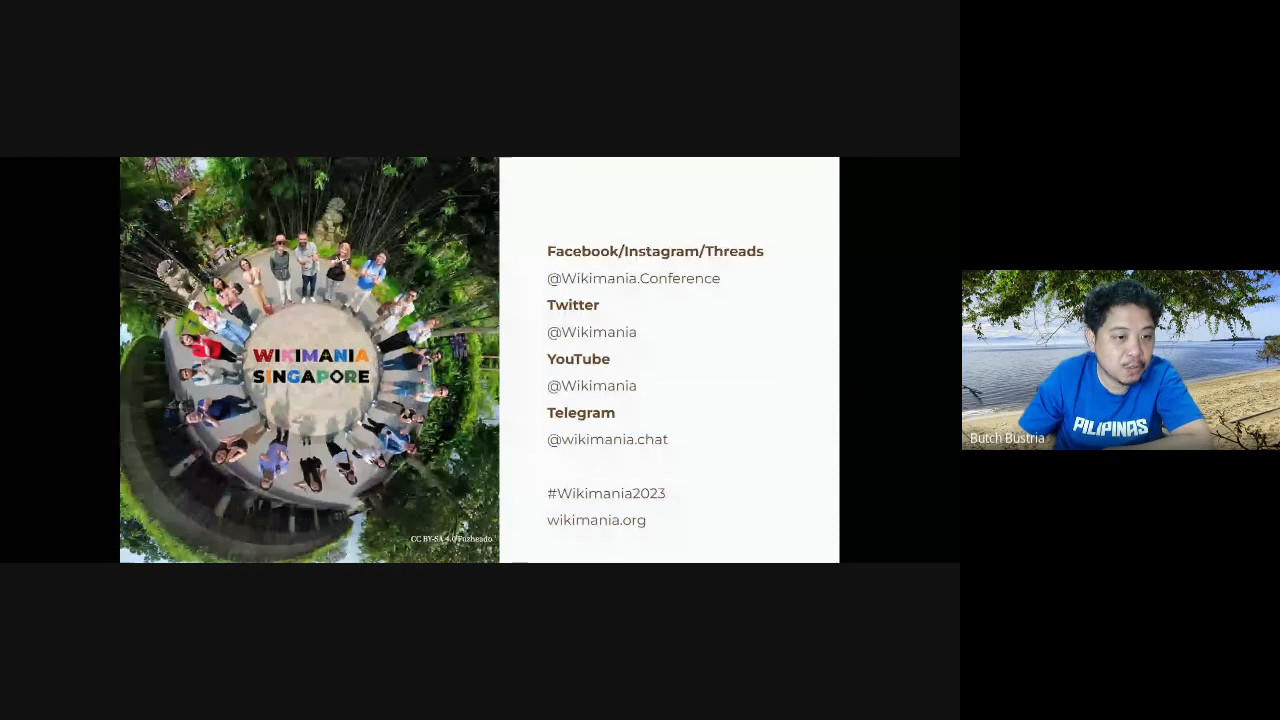 WIKIMANIA
SINGAPORE
CC BY-SA 4.0 Fuzheado
Facebook/Instagram/Threads
@Wikimania.Conference
Twitter
@Wikimania
YouTube
@Wikimania
Telegram
@wikimania.chat
#Wikimania2023
wikimania.org
PILIPINAS
Butch Bustria